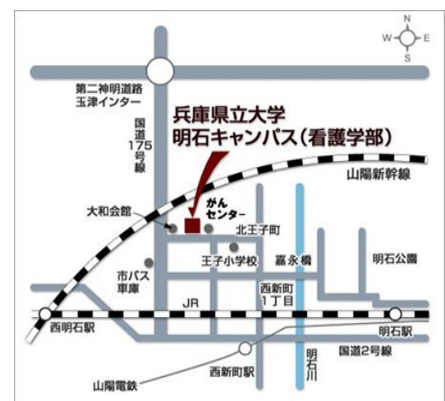 N
W
E
S
第二神明道路
玉津インター
国道175号線
兵庫県立大学
明石キャンパス(看護学部)
山陽新幹線
大和会館
がん
センター
北王子町
王子小学校
嘉永橋
明石公園
市バス
車庫
西新町
1丁目
JR
西明石駅
明石駅
国道2号線
明石川
西新町駅
山陽電鉄